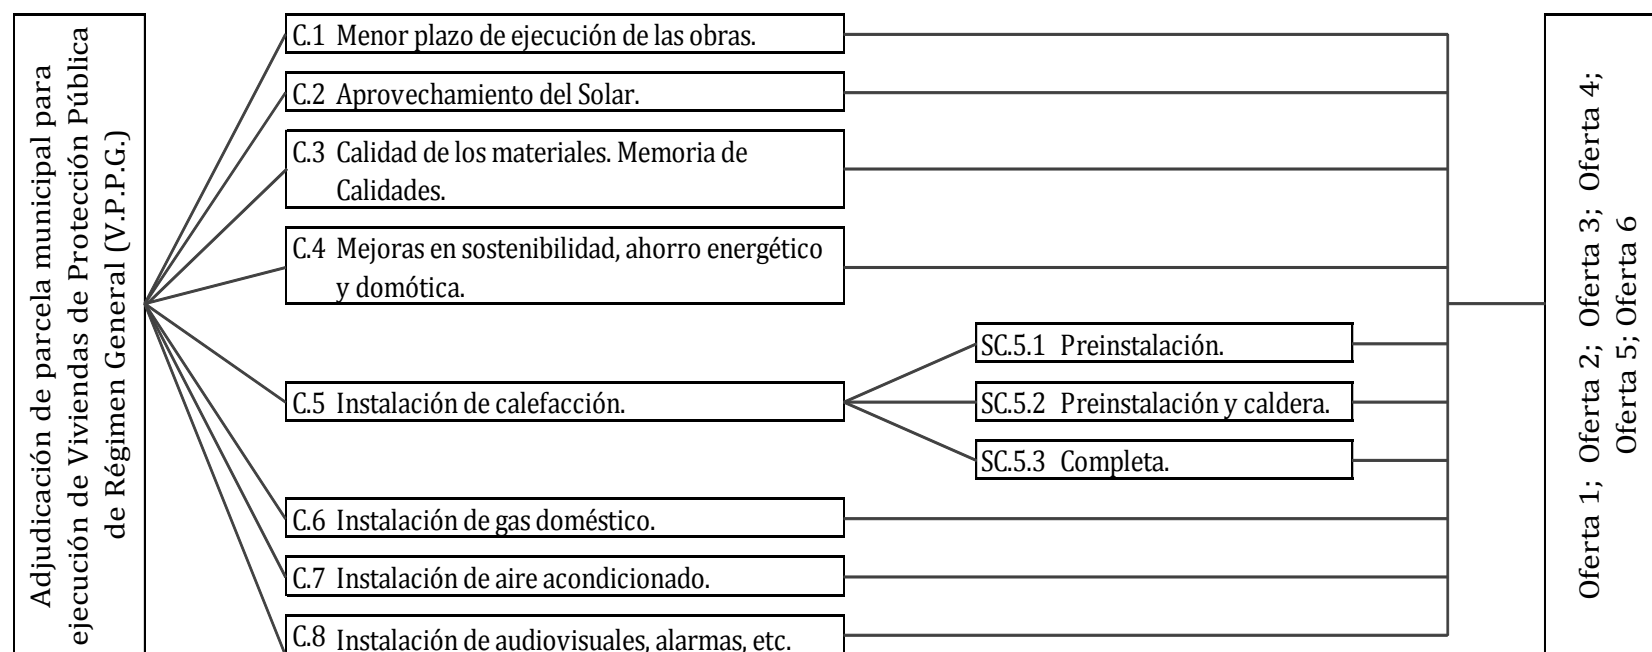 Adjudicación de parcela municipal para
ejecución de Viviendas de Protección Pública
de Régimen General (V.P.P.G.)
C.1 Menor plazo de ejecución de las obras.
C.2 Aprovechamiento del Solar.
C.3 Calidad de los materiales. Memoria de
Calidades.
C.4 Mejoras en sostenibilidad, ahorro energético
y domótica.
C.5 Instalación de calefacción.
SC.5.1 Preinstalación.
SC.5.2 Preinstalación y caldera.
SC.5.3 Completa.
C.6 Instalación de gas doméstico.
C.7 Instalación de aire acondicionado.
C.8 Instalación de audiovisuales, alarmas, etc.
Oferta 1; Oferta 2; Oferta 3; Oferta 4;
Oferta 5; Oferta 6